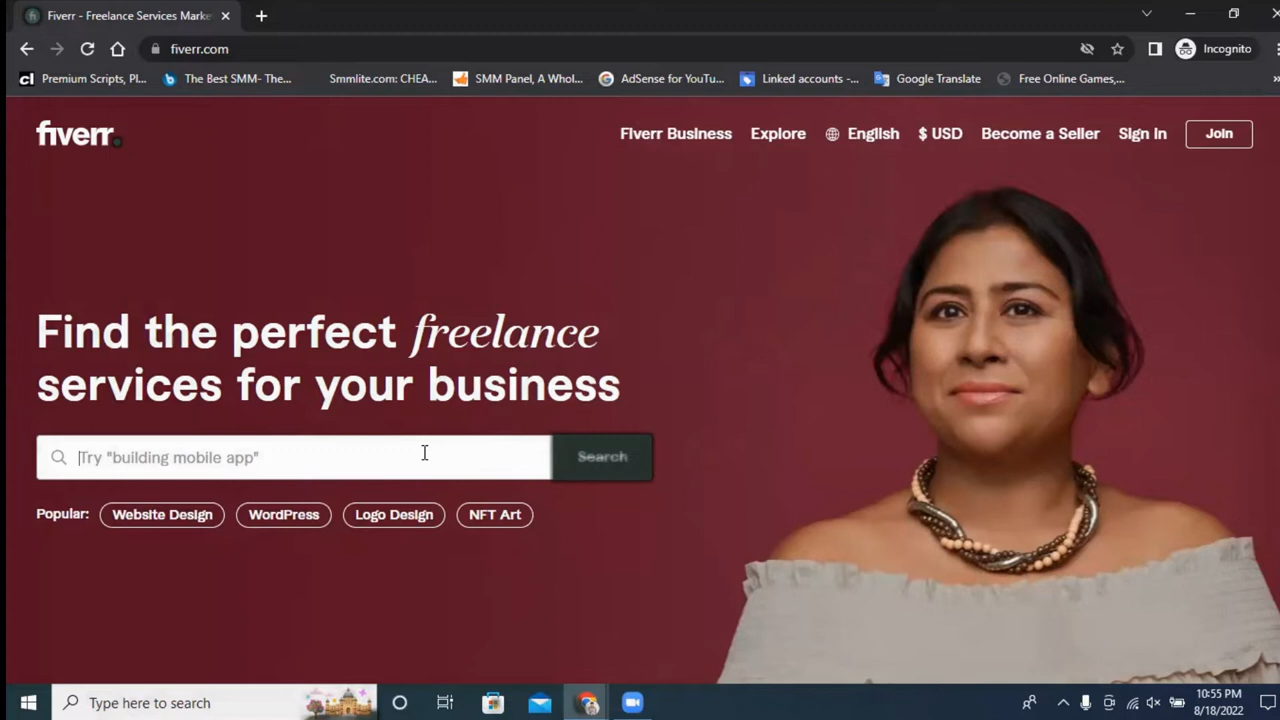 Fiverr - Freelance Services Marke
fiverr.com
Incognito
Premium Scripts, Pl...
The Best SMM- The...
Smmlite.com: CHEA...
SMM Panel, A Whol...
AdSense for YouTu...
Linked accounts -...
Google Translate
Free Online Games,...
fiverr.
Fiverr Business
Explore
English
$ USD
Become a Seller
Sign In
Join
Find the perfect freelance
services for your business
Try "building mobile app"
Search
Popular:
Website Design
WordPress
Logo Design
NFT Art
Type here to search
10:55 PM
8/18/2022